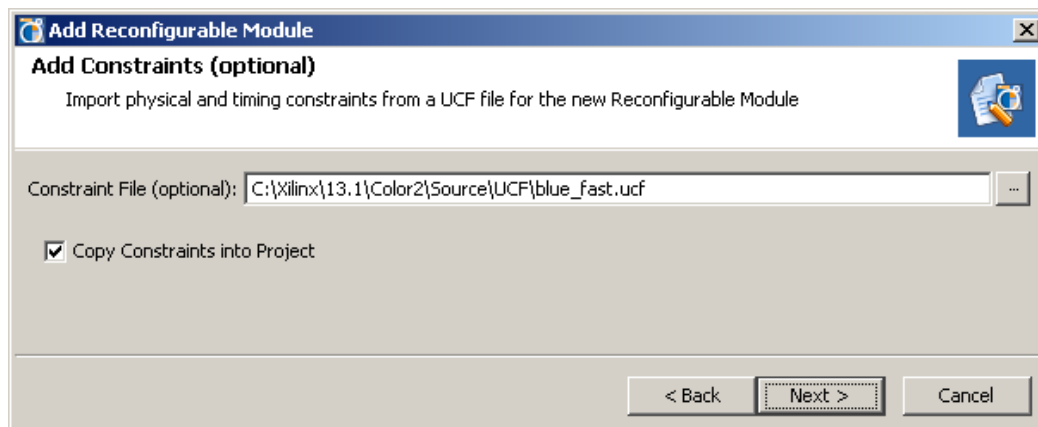 Add Reconfigurable Module
Add Constraints (optional)
Import physical and timing constraints from a UCF file for the new Reconfigurable Module
Constraint File (optional): C:\Xilinx\13.1\Color2\Source\UCF\blue_fast.ucf ...
Copy Constraints into Project
< Back Next > Cancel